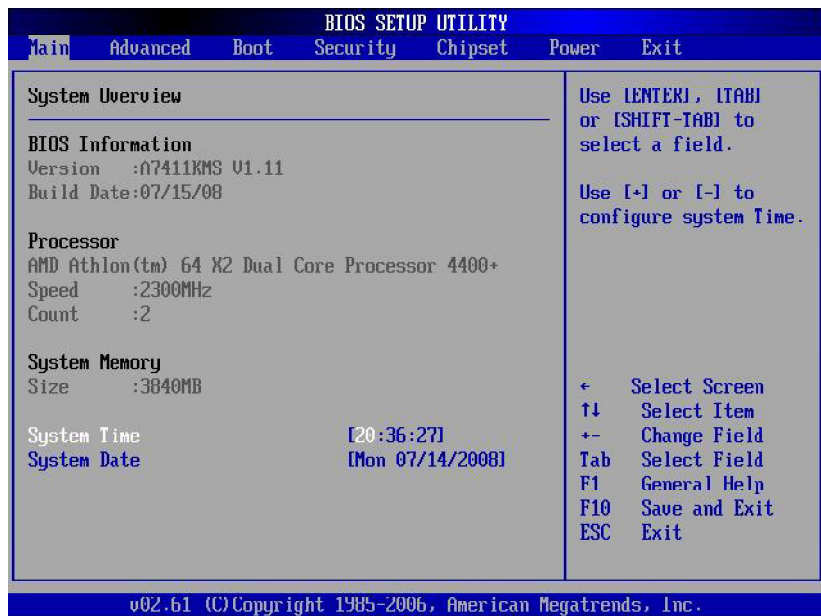 BIOS SETUP UTILITY
Main Advanced Boot Security Chipset Power Exit
System Overview
BIOS Information
Version :A7411KMS V1.11
Build Date:07/15/08
Processor
AMD Athlon(tm) 64 X2 Dual Core Processor 4400+
Speed :2300MHz
Count :2
System Memory
Size :3840MB
System Time [20:36:27]
System Date [Mon 07/14/2008]
Use [ENTER], [TAB]
or [SHIFT-TAB] to
select a field.
Use [+] or [-] to
configure system Time.
← Select Screen
↑↓ Select Item
+- Change Field
Tab Select Field
F1 General Help
F10 Save and Exit
ESC Exit
v02.61 (C)Copyright 1985-2006, American Megatrends, Inc.